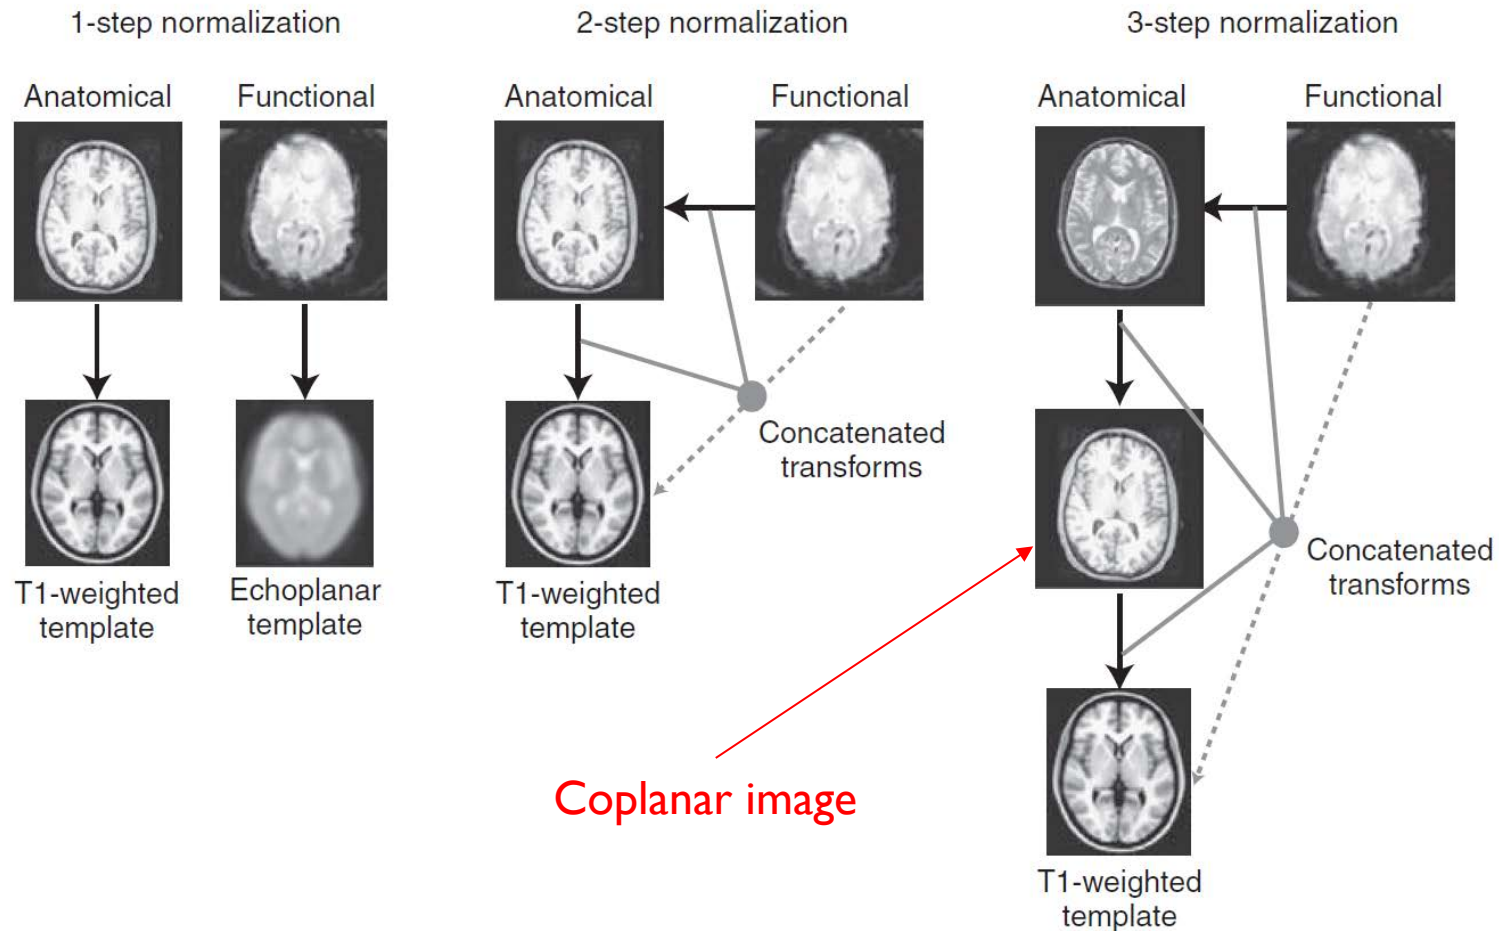 1-step normalization
Anatomical
Functional
T1-weighted
template
Echoplanar
template
2-step normalization
Anatomical
Functional
Concatenated
transforms
T1-weighted
template
3-step normalization
Anatomical
Functional
Concatenated
transforms
T1-weighted
template
Coplanar image